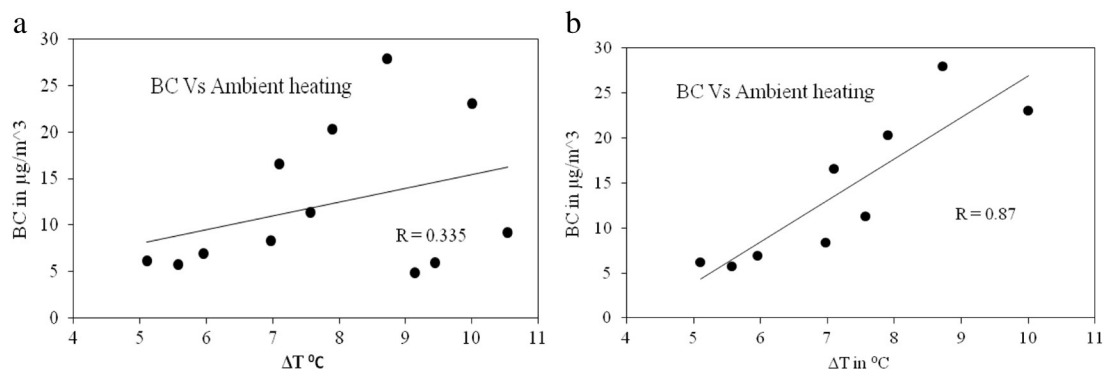 a
30
25
20
15
10
5
0
BC in µg/m^3
BC Vs Ambient heating
R = 0.335
4 5 6 7 8 9 10 11
ΔT ⁰C
b
30
25
20
15
10
5
0
BC in µg/m^3
BC Vs Ambient heating
R = 0.87
4 5 6 7 8 9 10 11
ΔT in ⁰C